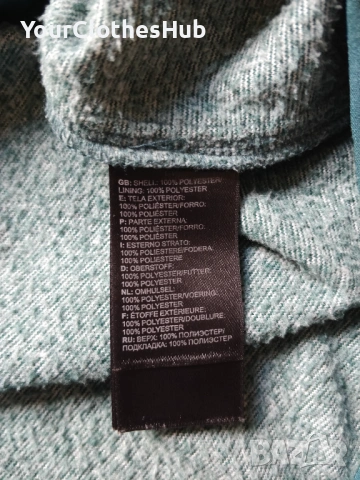 YourClothesHub
GB: SHELL: 100% POLYESTER/
LINING: 100% POLYESTER
E: TELA EXTERIOR:
100% POLIÉSTER/FORRO:
100% POLIÉSTER
P: PARTE EXTERNA:
100% POLIÉSTER/FORRO:
100% POLIÉSTER
I: ESTERNO STRATO:
100% POLIESTERE/FODERA:
100% POLIESTERE
D: OBERSTOFF:
100% POLYESTER/FUTTER:
100% POLYESTER
NL: OMHULSEL:
100% POLYESTER/VOERING:
100% POLYESTER
F: ÉTOFFE EXTÉRIEURE:
100% POLYESTER/DOUBLURE:
100% POLYESTER
RU: ВЕРХ: 100% ПОЛИЭСТЕР/
ПОДКЛАДКА: 100% ПОЛИЭСТЕР
YourClothesHub